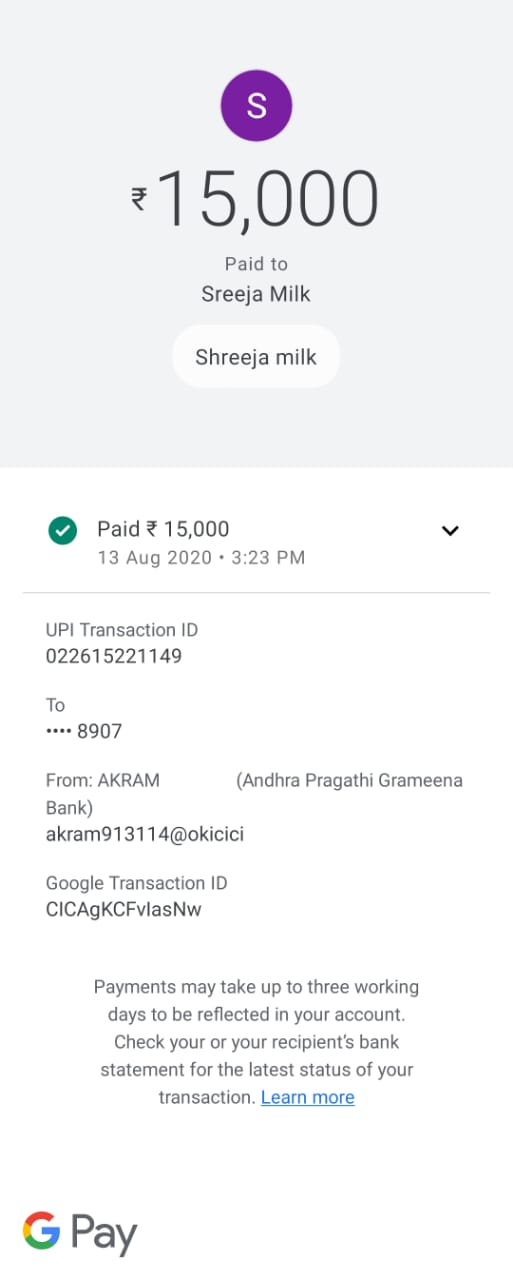 S
₹15,000
Paid to
Sreeja Milk
Shreeja milk
Paid ₹ 15,000
13 Aug 2020 • 3:23 PM
UPI Transaction ID
022615221149
To
•••• 8907
From: AKRAM (Andhra Pragathi Grameena
Bank)
akram913114@okicici
Google Transaction ID
CICAgKCFvIasNw
Payments may take up to three working
days to be reflected in your account.
Check your or your recipient's bank
statement for the latest status of your
transaction. Learn more
G Pay